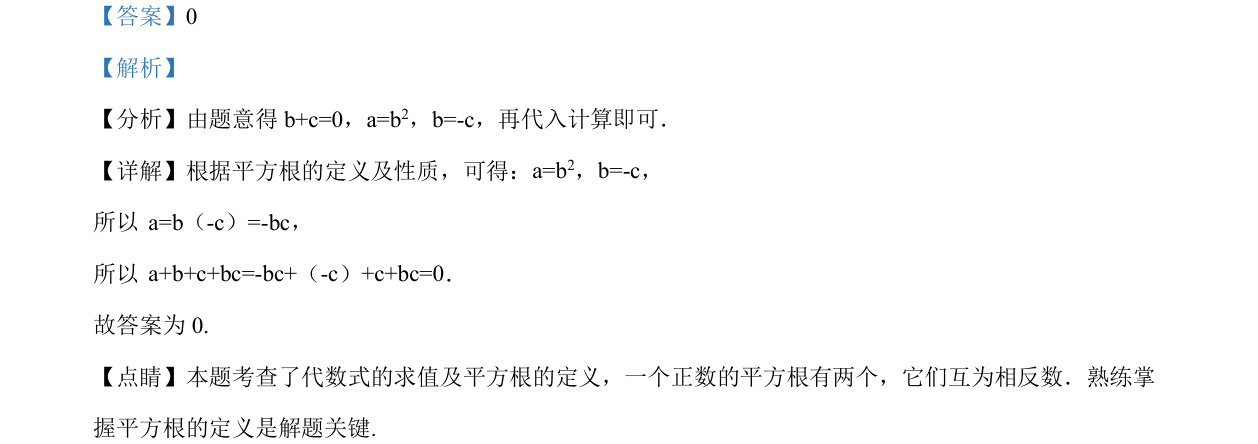 【答案】0
【解析】
【分析】由题意得 b+c=0，a=b²，b=-c，再代入计算即可．
【详解】根据平方根的定义及性质，可得：a=b²，b=-c，
所以 a=b（-c）=-bc，
所以 a+b+c+bc=-bc+（-c）+c+bc=0．
故答案为 0.
【点睛】本题考查了代数式的求值及平方根的定义，一个正数的平方根有两个，它们互为相反数．熟练掌
握平方根的定义是解题关键.